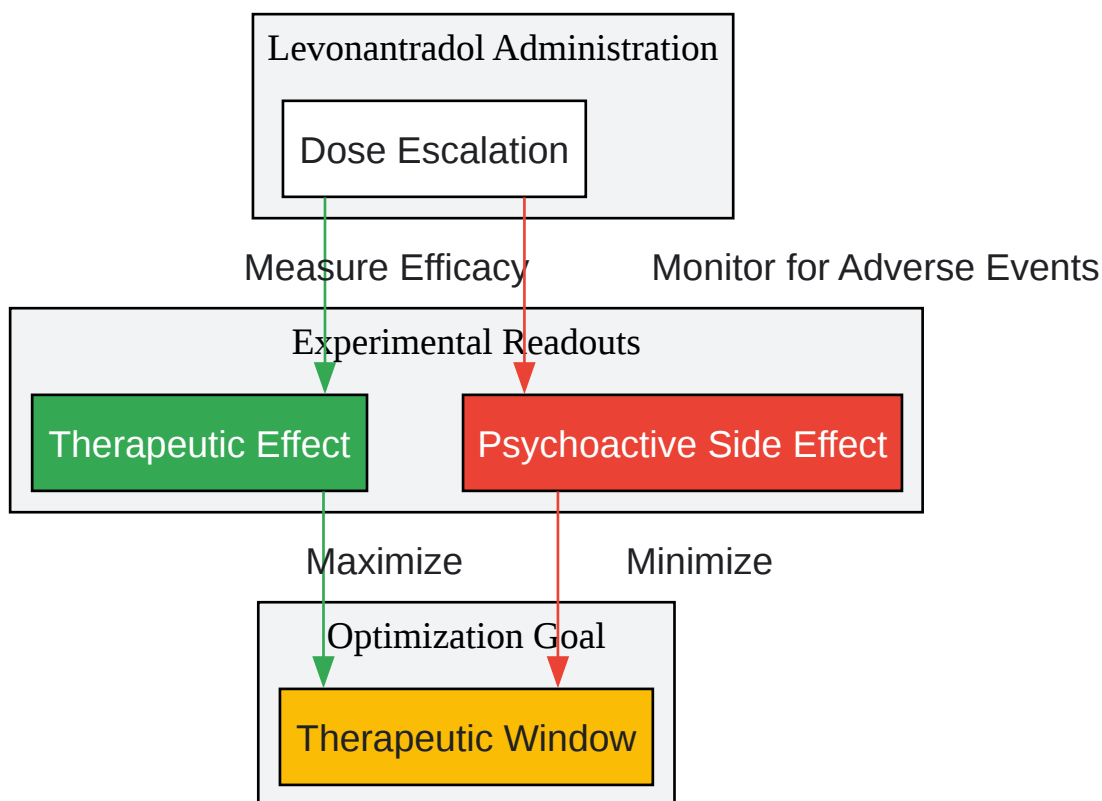 Levonantradol Administration
Dose Escalation
Measure Efficacy
Monitor for Adverse Events
Experimental Readouts
Therapeutic Effect
Psychoactive Side Effect
Maximize
Minimize
Optimization Goal
Therapeutic Window